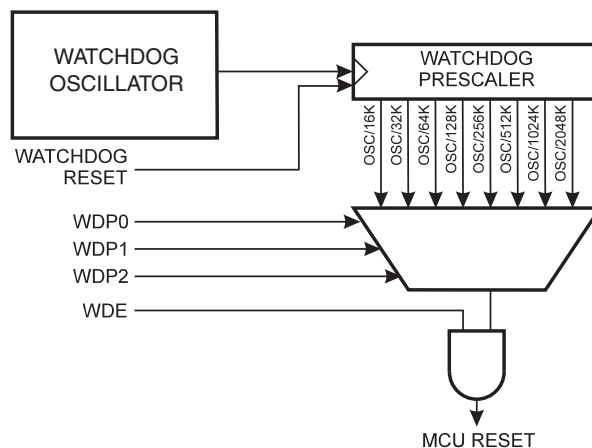 WATCHDOG
OSCILLATOR
WATCHDOG
PRESCALER
OSC/16K
OSC/32K
OSC/64K
OSC/128K
OSC/256K
OSC/512K
OSC/1024K
OSC/2048K
WATCHDOG
RESET
WDP0
WDP1
WDP2
WDE
MCU RESET